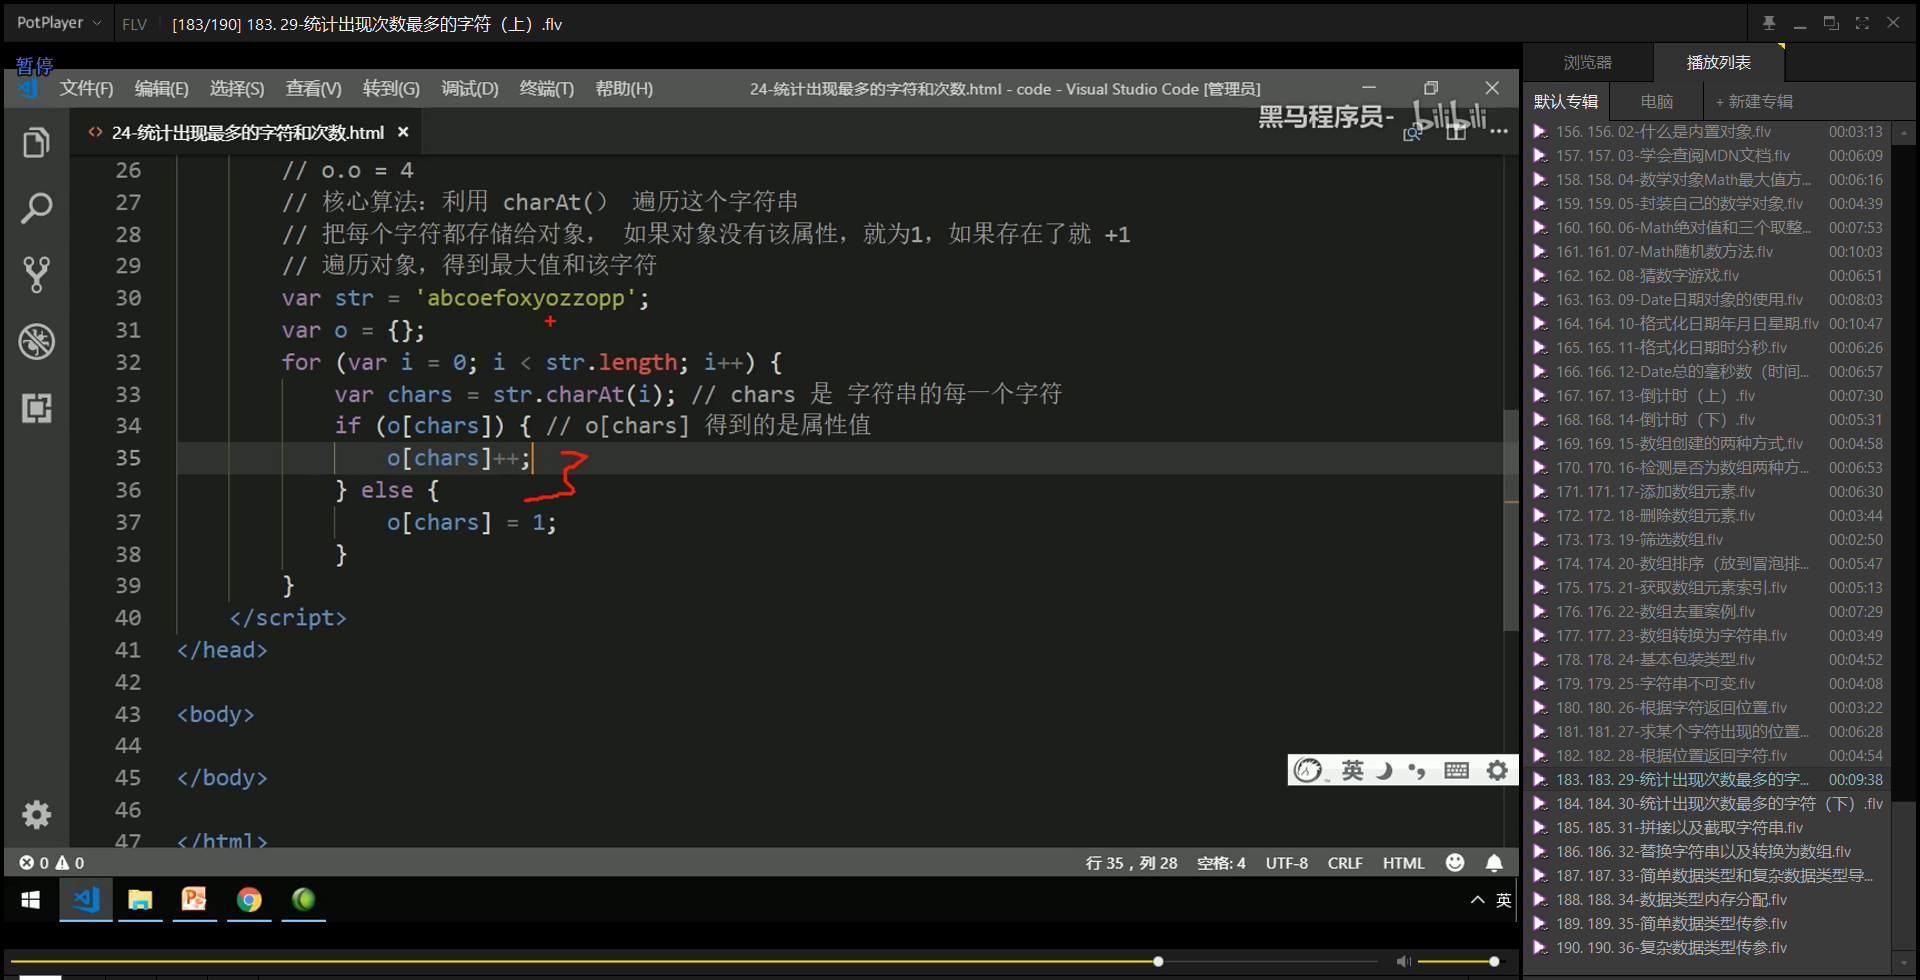 PotPlayer FLV [183/190] 183. 29-统计出现次数最多的字符（上）.flv
暂停
文件(F) 编辑(E) 选择(S) 查看(V) 转到(G) 调试(D) 终端(T) 帮助(H) 24-统计出现最多的字符和次数.html - code - Visual Studio Code [管理员]
黑马程序员- bilibili
24-统计出现最多的字符和次数.html
26 // o.o = 4
27 // 核心算法：利用 charAt() 遍历这个字符串
28 // 把每个字符都存储给对象， 如果对象没有该属性，就为1，如果存在了就 +1
29 // 遍历对象，得到最大值和该字符
30 var str = 'abcoefoxyozzopp';
31 var o = {};
32 for (var i = 0; i < str.length; i++) {
33 var chars = str.charAt(i); // chars 是 字符串的每一个字符
34 if (o[chars]) { // o[chars] 得到的是属性值
35 o[chars]++;
36 } else {
37 o[chars] = 1;
38 }
39 }
40 </script>
41 </head>
42
43 <body>
44
45 </body>
46
47 </html>
英
0 0 行 35，列 28 空格: 4 UTF-8 CRLF HTML
英
浏览器 播放列表
默认专辑 电脑 + 新建专辑
156. 156. 02-什么是内置对象.flv 00:03:13
157. 157. 03-学会查阅MDN文档.flv 00:06:09
158. 158. 04-数学对象Math最大值方... 00:06:16
159. 159. 05-封装自己的数学对象.flv 00:04:39
160. 160. 06-Math绝对值和三个取整... 00:07:53
161. 161. 07-Math随机数方法.flv 00:10:03
162. 162. 08-猜数字游戏.flv 00:06:51
163. 163. 09-Date日期对象的使用.flv 00:08:03
164. 164. 10-格式化日期年月日星期.flv 00:10:47
165. 165. 11-格式化日期时分秒.flv 00:06:26
166. 166. 12-Date总的毫秒数（时间... 00:06:57
167. 167. 13-倒计时（上）.flv 00:07:30
168. 168. 14-倒计时（下）.flv 00:05:31
169. 169. 15-数组创建的两种方式.flv 00:04:58
170. 170. 16-检测是否为数组两种方... 00:06:53
171. 171. 17-添加数组元素.flv 00:06:30
172. 172. 18-删除数组元素.flv 00:03:44
173. 173. 19-筛选数组.flv 00:02:50
174. 174. 20-数组排序（放到冒泡排... 00:05:47
175. 175. 21-获取数组元素索引.flv 00:05:13
176. 176. 22-数组去重案例.flv 00:07:29
177. 177. 23-数组转换为字符串.flv 00:03:49
178. 178. 24-基本包装类型.flv 00:04:52
179. 179. 25-字符串不可变.flv 00:04:08
180. 180. 26-根据字符返回位置.flv 00:03:22
181. 181. 27-求某个字符出现的位置... 00:06:28
182. 182. 28-根据位置返回字符.flv 00:04:54
183. 183. 29-统计出现次数最多的字... 00:09:38
184. 184. 30-统计出现次数最多的字符（下）.flv
185. 185. 31-拼接以及截取字符串.flv
186. 186. 32-替换字符串以及转换为数组.flv
187. 187. 33-简单数据类型和复杂数据类型导...
188. 188. 34-数据类型内存分配.flv
189. 189. 35-简单数据类型传参.flv
190. 190. 36-复杂数据类型传参.flv